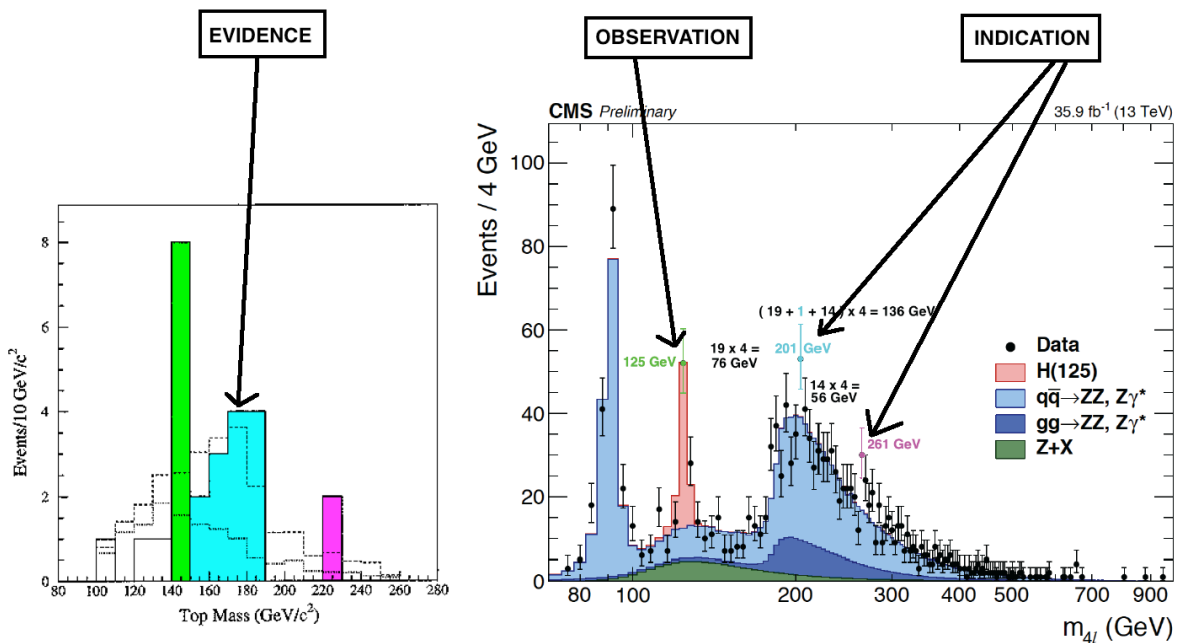 EVIDENCE
OBSERVATION
INDICATION
Events/10 GeV/c²
8
6
4
2
0
80 100 120 140 160 180 200 220 240 260 280
Top Mass (GeV/c²)
CMS Preliminary
35.9 fb⁻¹ (13 TeV)
Events / 4 GeV
100
80
60
40
20
0
( 19 + 1 + 14 ) x 4 = 136 GeV
125 GeV
19 x 4 =
76 GeV
201 GeV
14 x 4 =
56 GeV
261 GeV
Data
H(125)
qq̅→ZZ, Zγ*
gg→ZZ, Zγ*
Z+X
80 100 200 300 400 500 700 900
m₄ₗ (GeV)